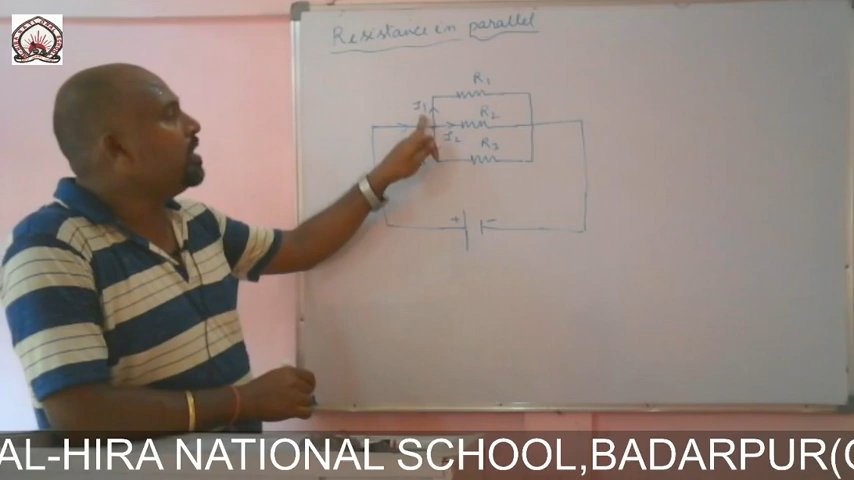 Resistance in parallel
R1
I1
R2
I2
R3
+ -
AL-HIRA NATIONAL SCHOOL,BADARPUR(